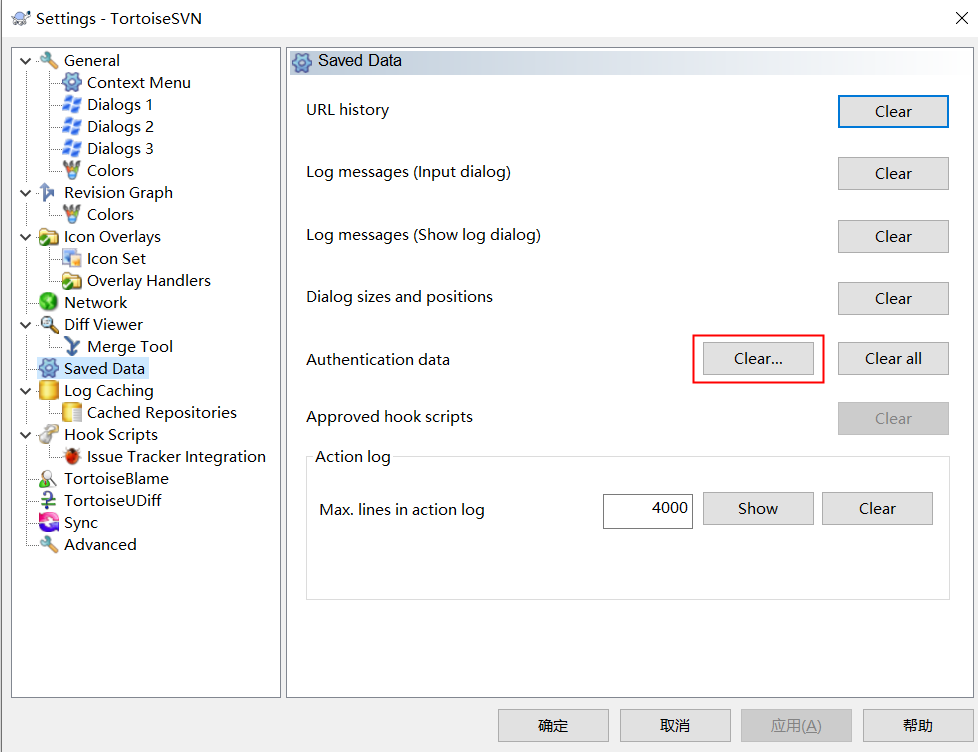 Settings - TortoiseSVN
General
Context Menu
Dialogs 1
Dialogs 2
Dialogs 3
Colors
Revision Graph
Colors
Icon Overlays
Icon Set
Overlay Handlers
Network
Diff Viewer
Merge Tool
Saved Data
Log Caching
Cached Repositories
Hook Scripts
Issue Tracker Integration
TortoiseBlame
TortoiseUDiff
Sync
Advanced
Saved Data
URL history Clear
Log messages (Input dialog) Clear
Log messages (Show log dialog) Clear
Dialog sizes and positions Clear
Authentication data Clear... Clear all
Approved hook scripts Clear
Action log
Max. lines in action log 4000 Show Clear
确定 取消 应用(A) 帮助